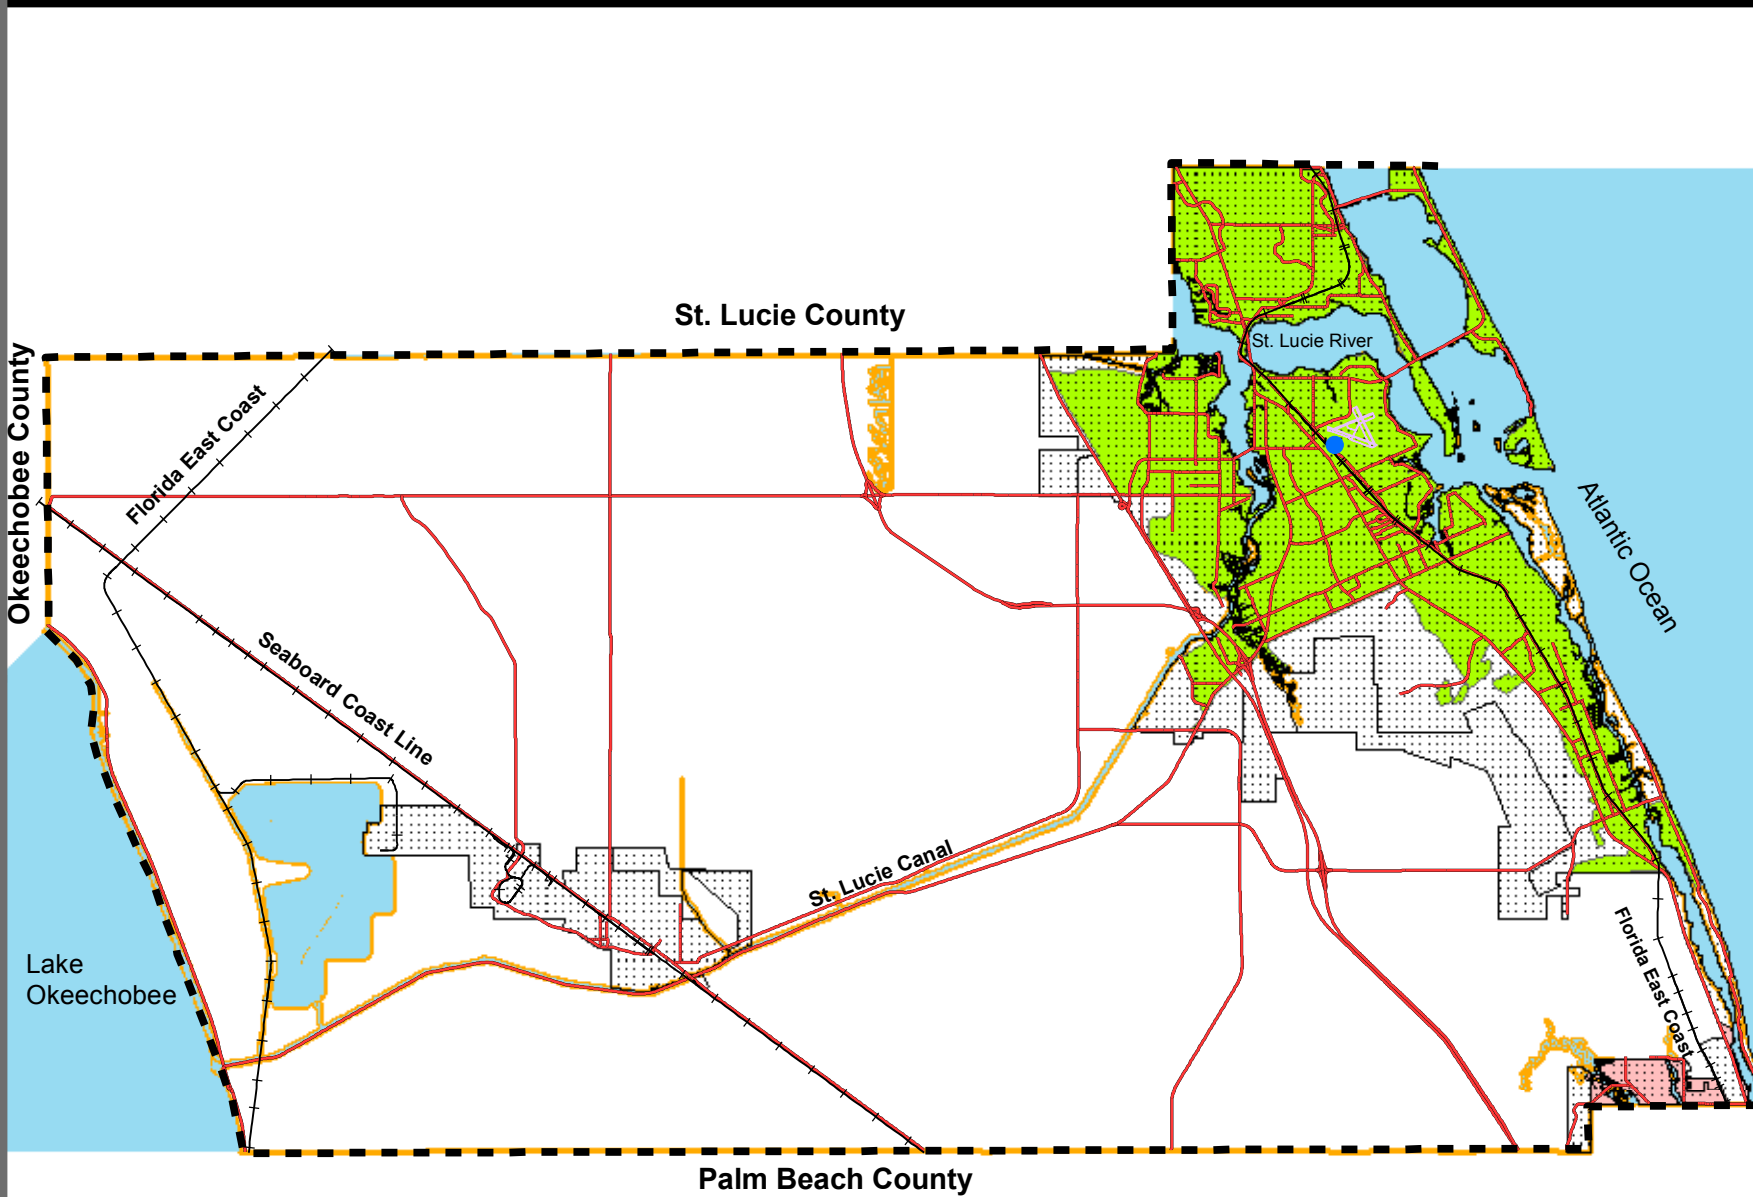 St. Lucie County
St. Lucie River
Okeechobee County
Florida East Coast
Atlantic Ocean
Seaboard Coast Line
St. Lucie Canal
Lake
Okeechobee
Florida East Coast
Palm Beach County